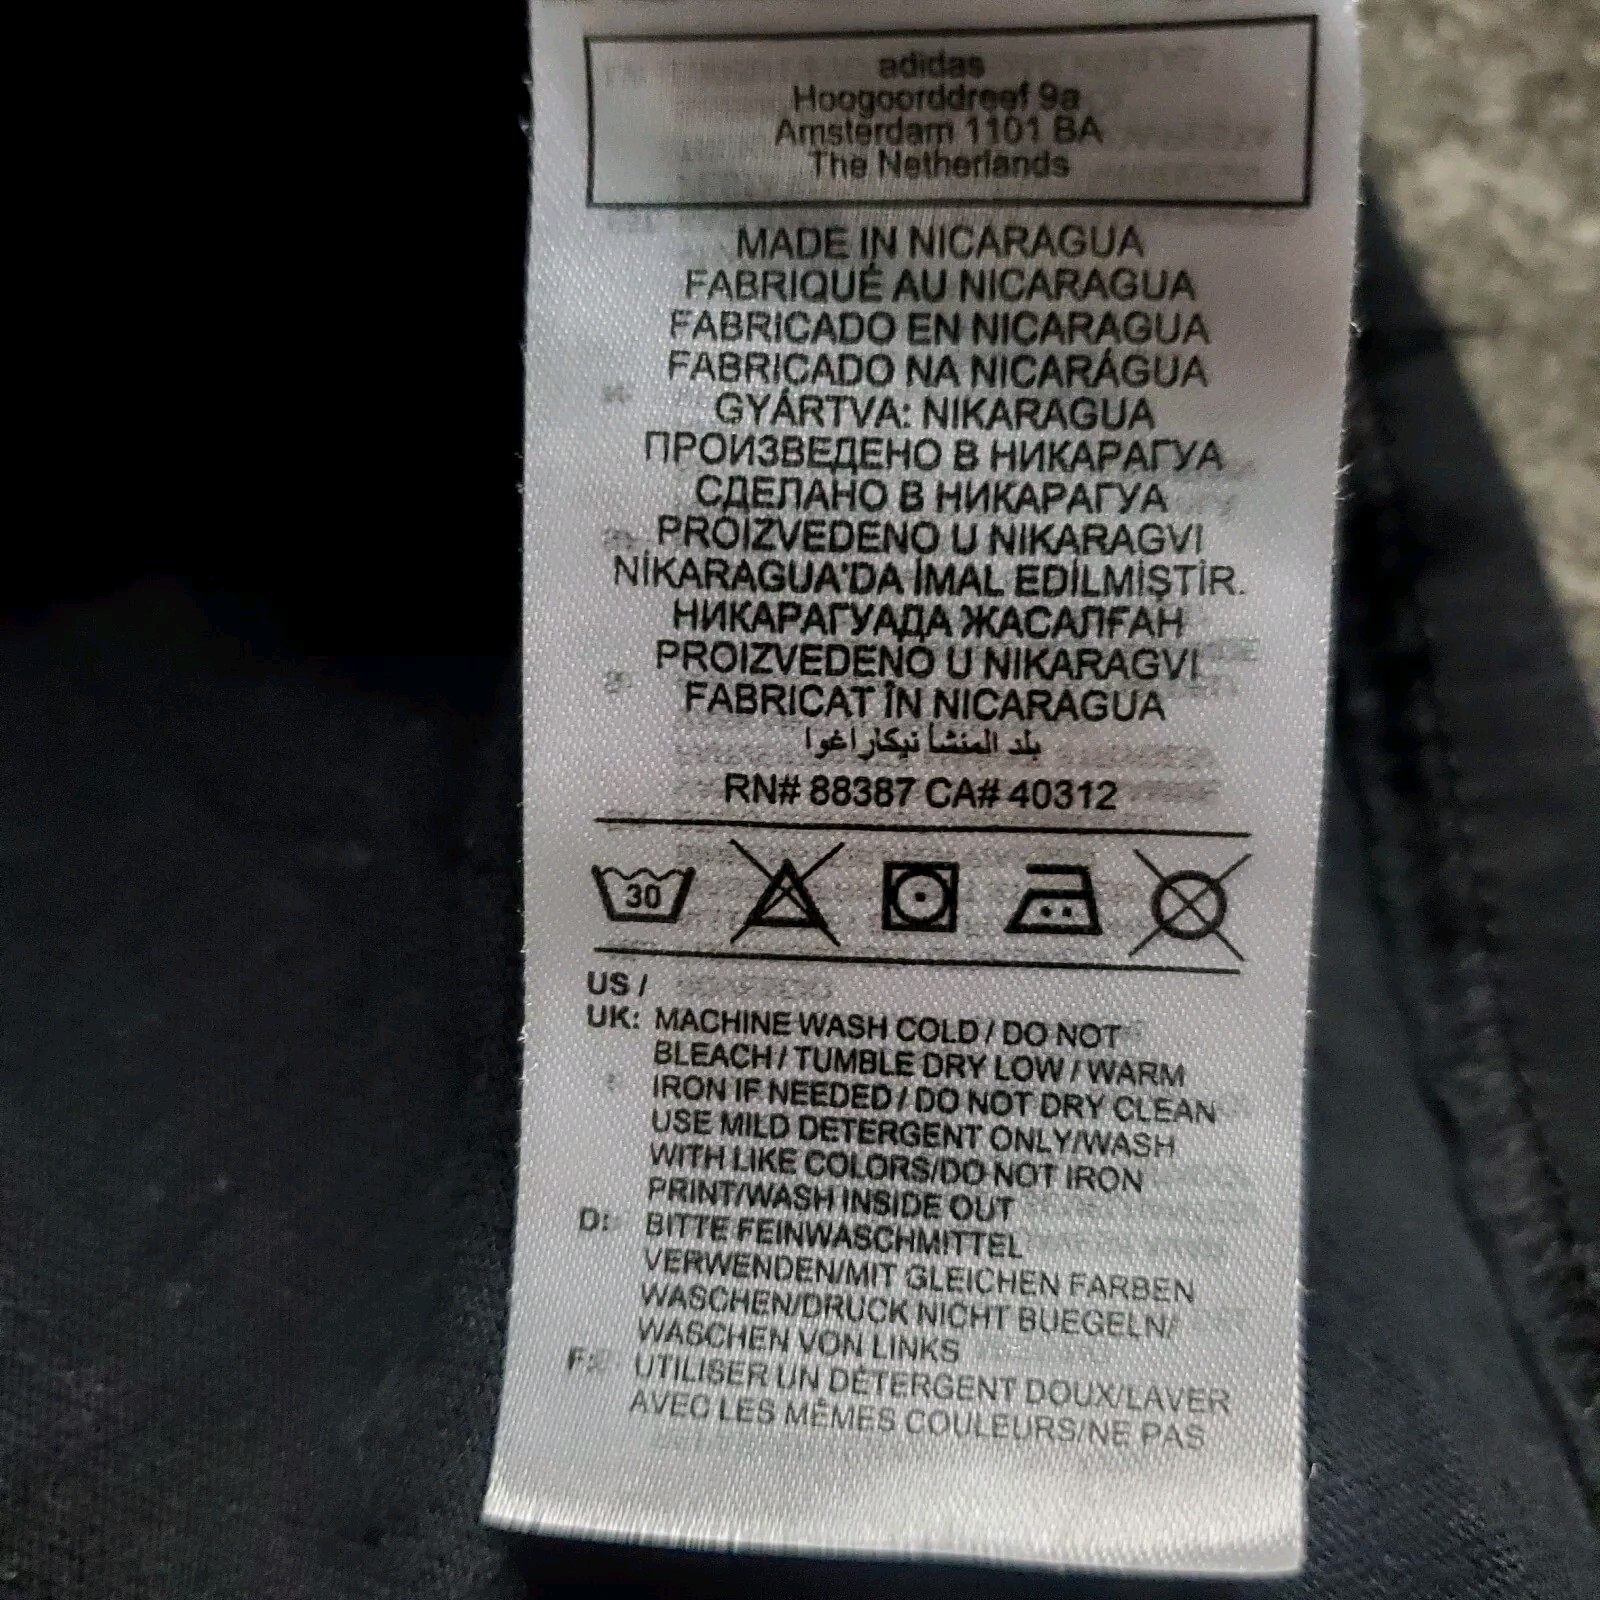 adidas
Hoogoorddreef 9a
Amsterdam 1101 BA
The Netherlands
MADE IN NICARAGUA
FABRIQUÉ AU NICARAGUA
FABRICADO EN NICARAGUA
FABRICADO NA NICARÁGUA
GYÁRTVA: NIKARAGUA
ПРОИЗВЕДЕНО В НИКАРАГУА
СДЕЛАНО В НИКАРАГУА
PROIZVEDENO U NIKARAGVI
NİKARAGUA'DA İMAL EDİLMİŞTİR.
НИКАРАГУАДА ЖАСАЛҒАН
PROIZVEDENO U NIKARAGVI
FABRICAT ÎN NICARAGUA
بلد المنشأ نيكاراغوا
RN# 88387 CA# 40312
30
US /
UK: MACHINE WASH COLD / DO NOT
BLEACH / TUMBLE DRY LOW / WARM
IRON IF NEEDED / DO NOT DRY CLEAN
USE MILD DETERGENT ONLY/WASH
WITH LIKE COLORS/DO NOT IRON
PRINT/WASH INSIDE OUT
D: BITTE FEINWASCHMITTEL
VERWENDEN/MIT GLEICHEN FARBEN
WASCHEN/DRUCK NICHT BUEGELN/
WASCHEN VON LINKS
F: UTILISER UN DÉTERGENT DOUX/LAVER
AVEC LES MÊMES COULEURS/NE PAS